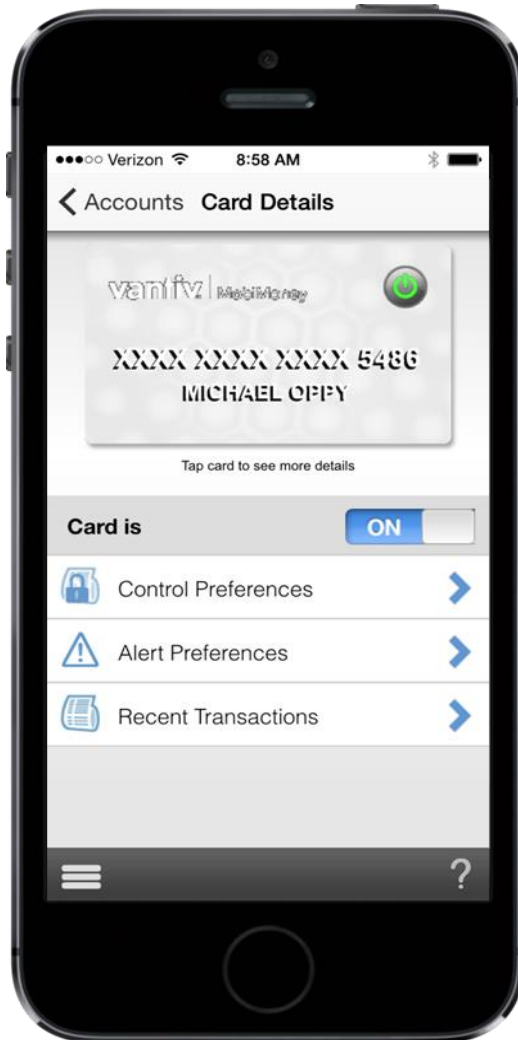 Verizon 8:58 AM
Accounts Card Details
vantiv | MobiMoney
XXXX XXXX XXXX 5486
MICHAEL OPPY
Tap card to see more details
Card is ON
Control Preferences
Alert Preferences
Recent Transactions
?